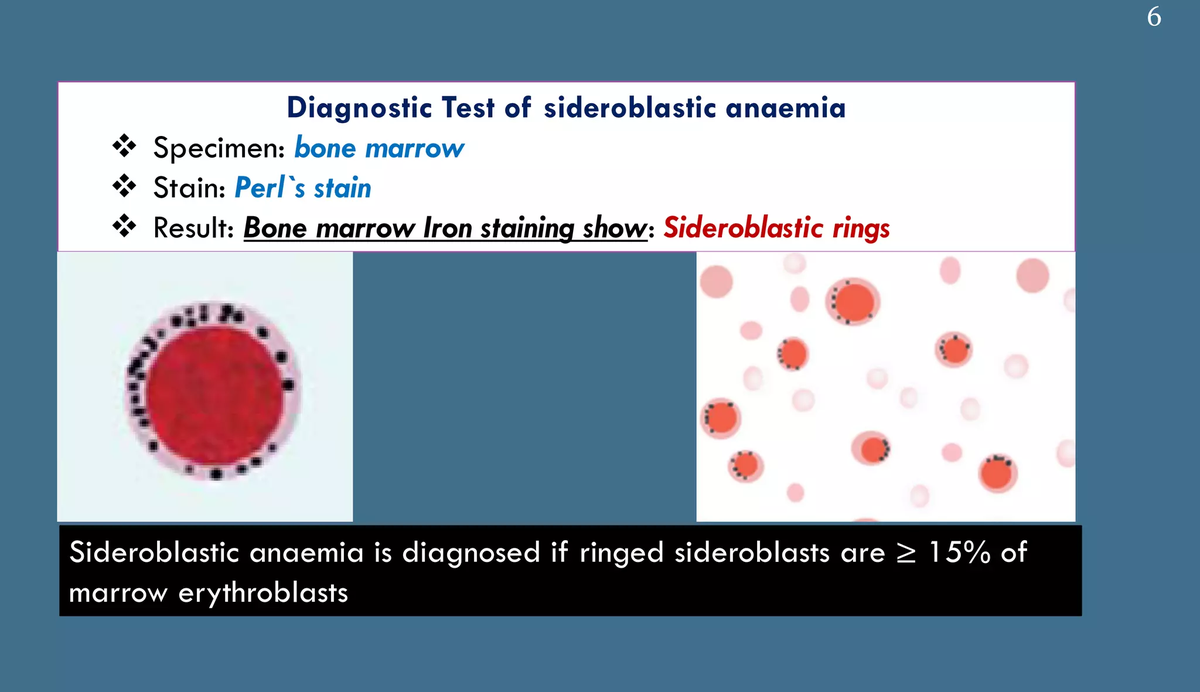 6
Diagnostic Test of sideroblastic anaemia
❖ Specimen: bone marrow
❖ Stain: Perl`s stain
❖ Result: Bone marrow Iron staining show: Sideroblastic rings
Sideroblastic anaemia is diagnosed if ringed sideroblasts are ≥ 15% of
marrow erythroblasts